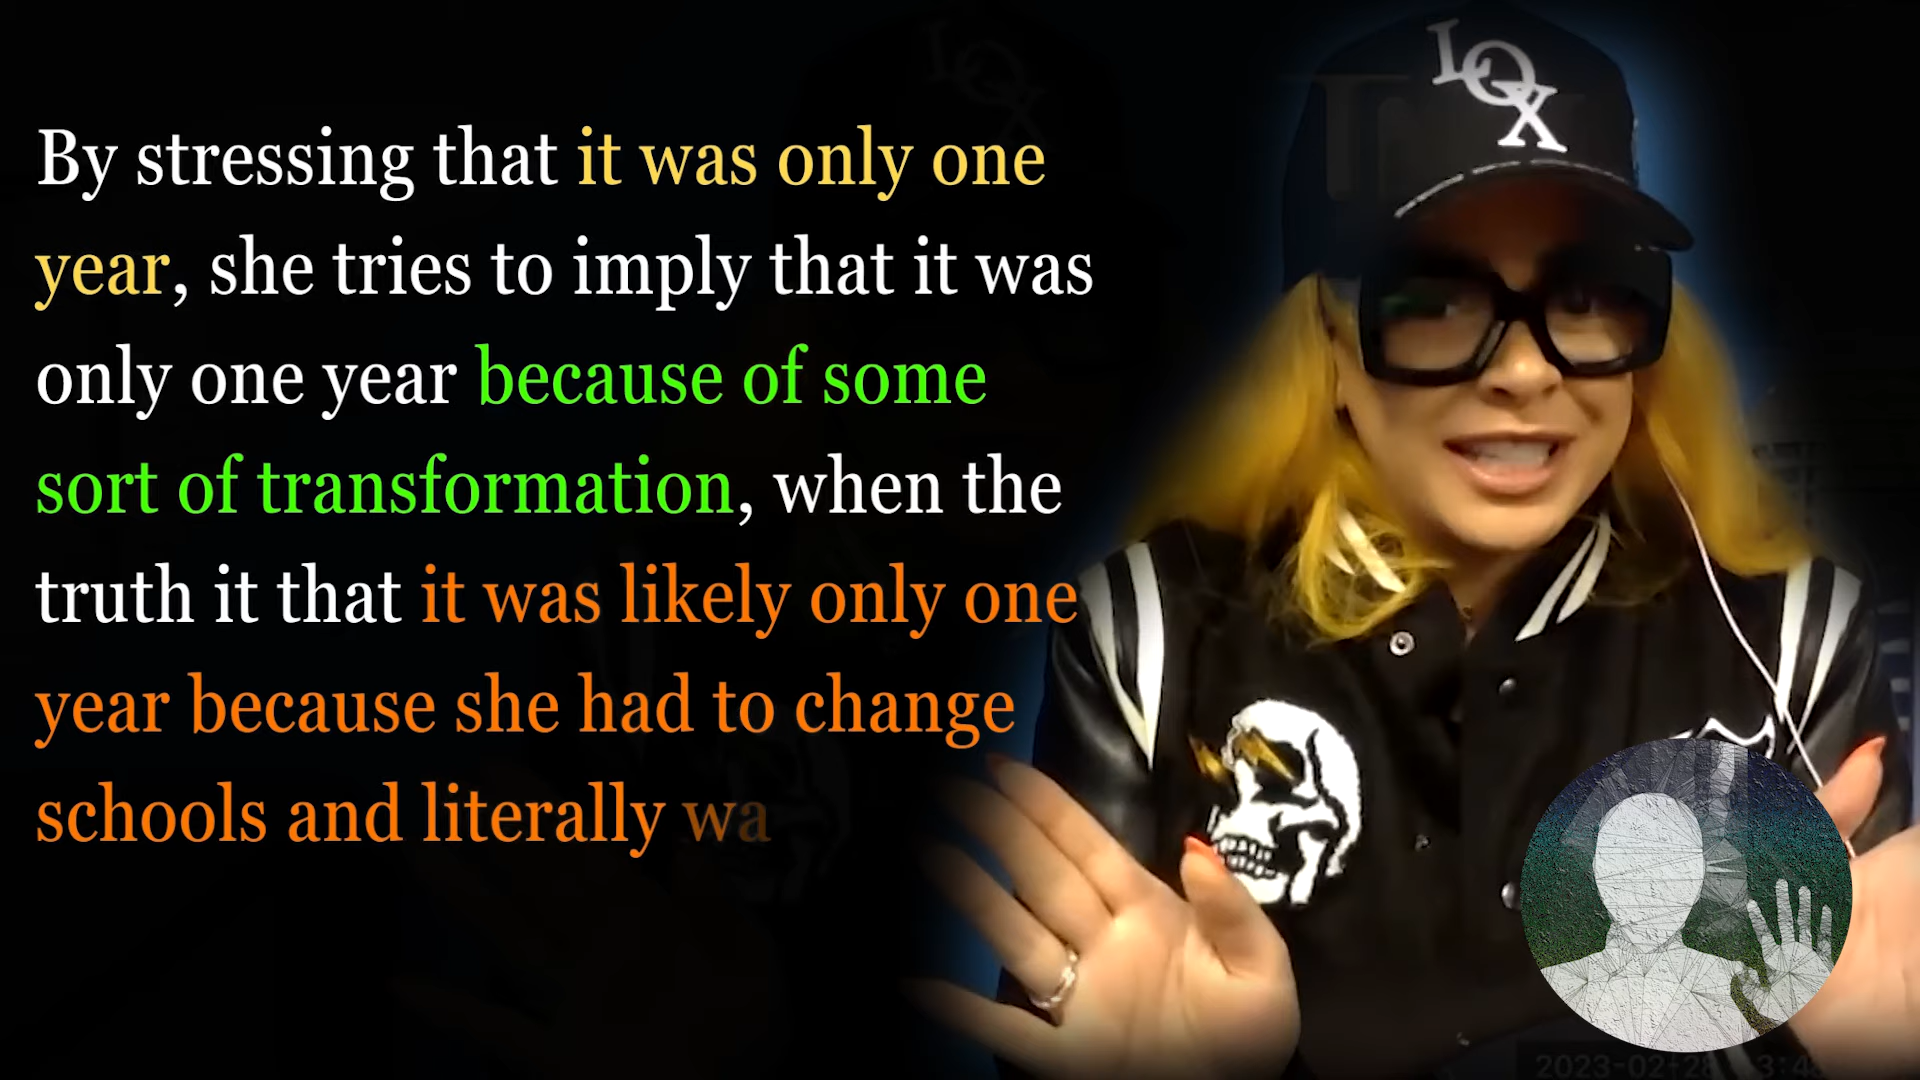 By stressing that it was only one
year, she tries to imply that it was
only one year because of some
sort of transformation, when the
truth it that it was likely only one
year because she had to change
schools and literally wa
LOX